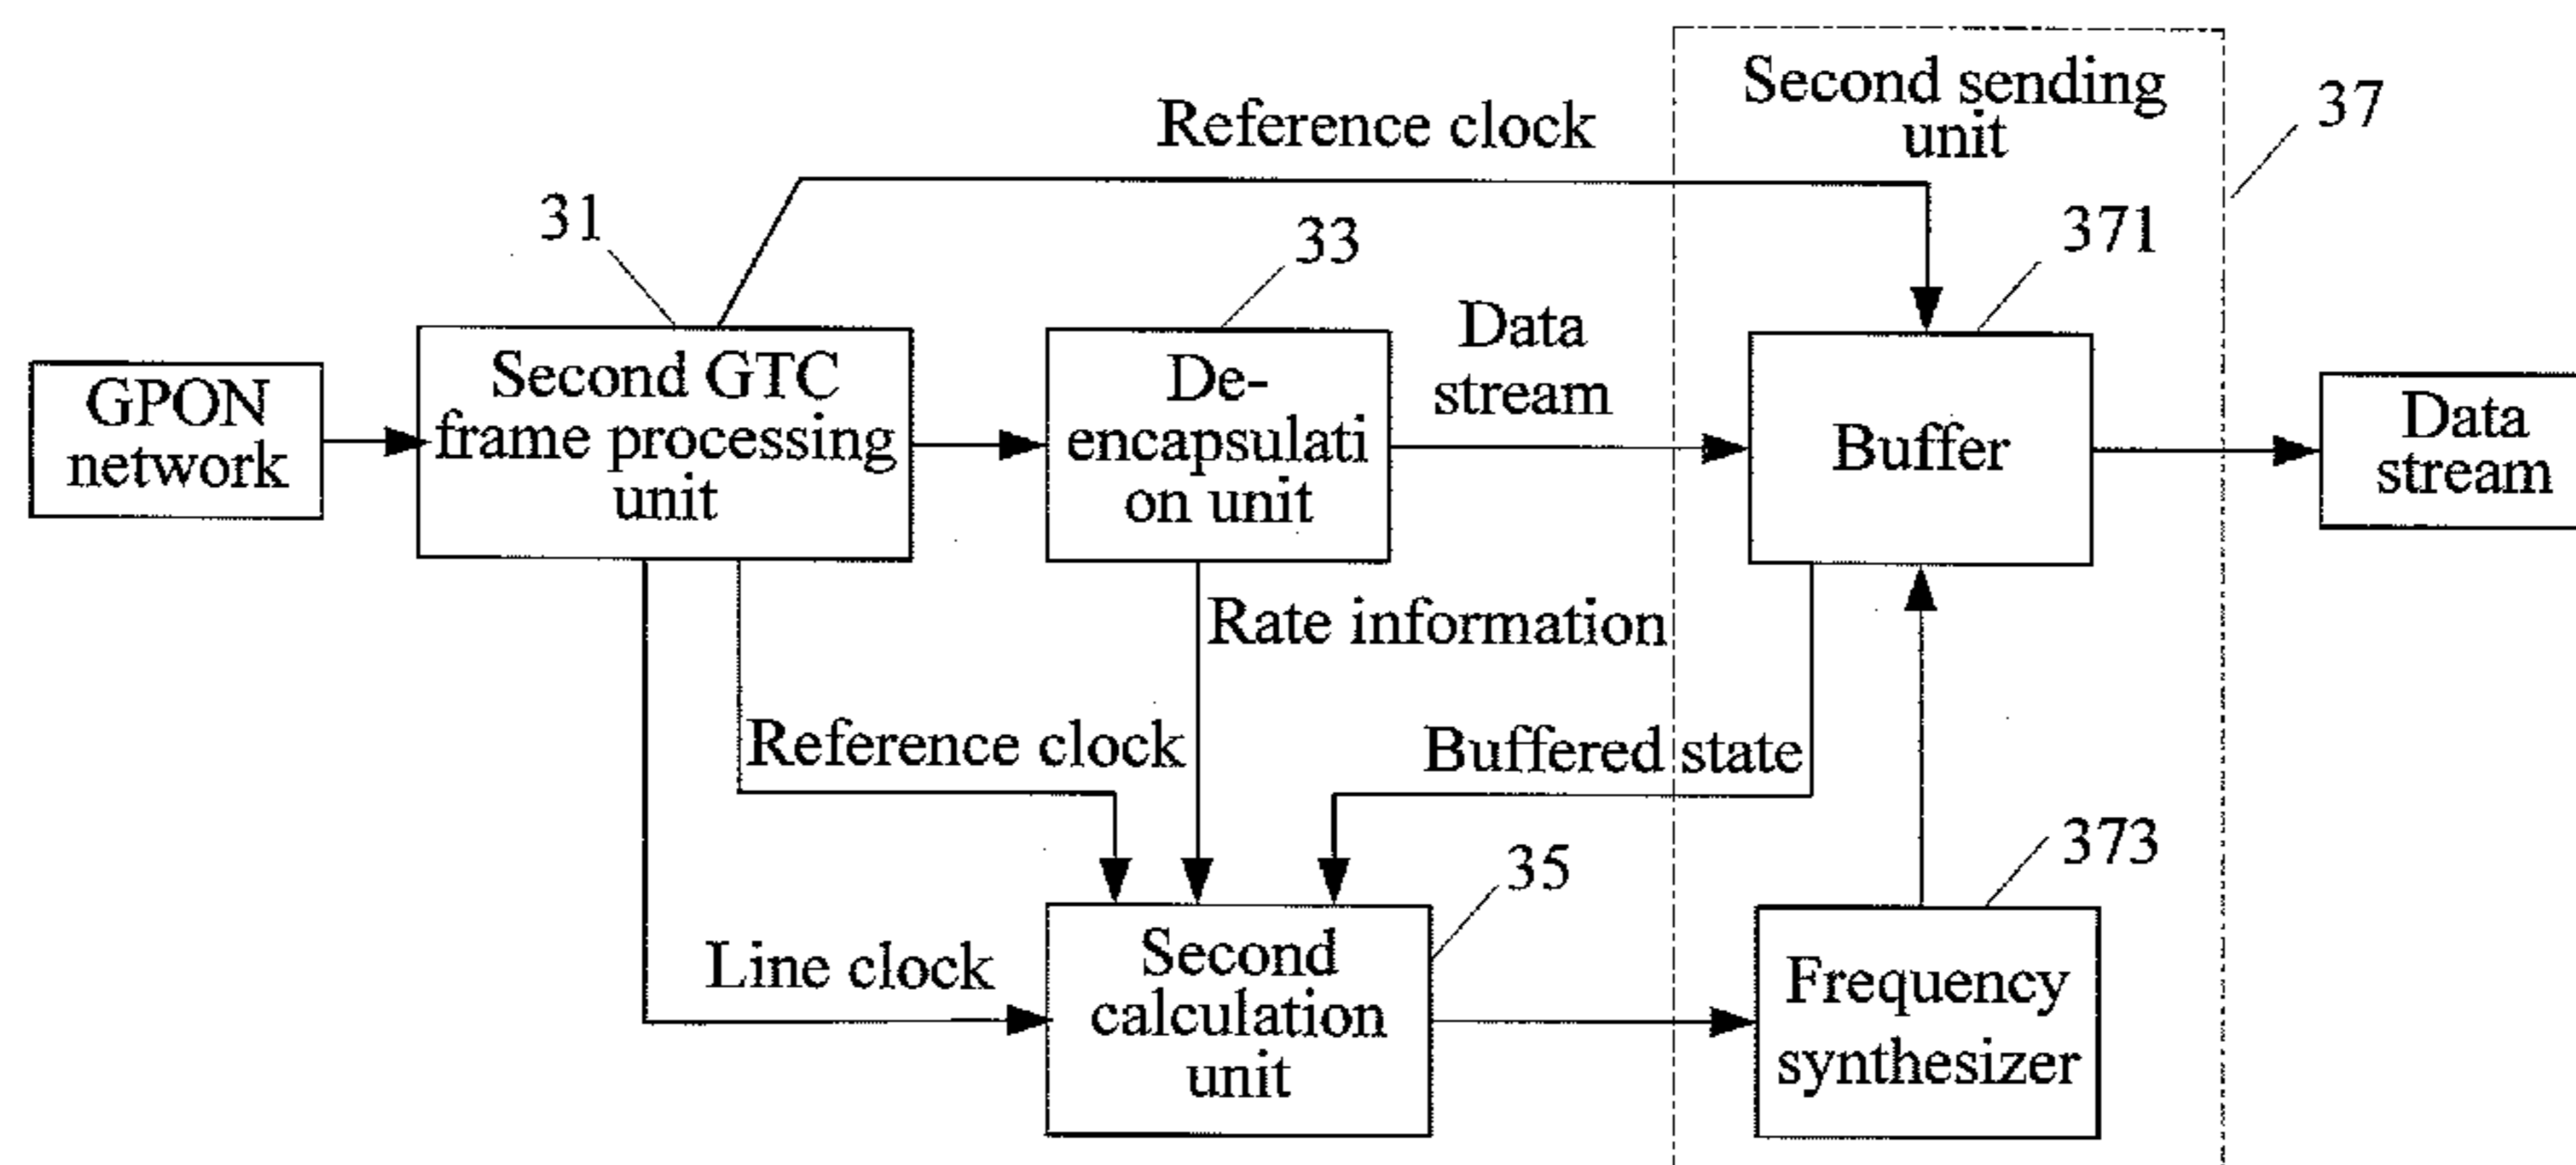 Second sending
unit
37
Reference clock
31
33
371
Data
stream
GPON
network
Second GTC
frame processing
unit
De-
encapsulati
on unit
Buffer
Data
stream
Rate information
Reference clock
Buffered state
35
373
Line clock
Second
calculation
unit
Frequency
synthesizer